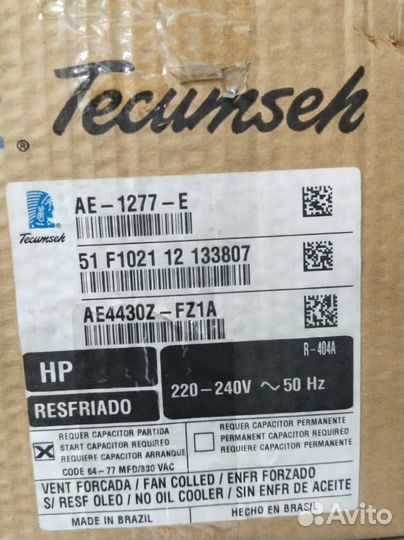 Tecumseh
®
AE-1277-E
Tecumseh
51 F1021 12 133807
AE4430Z-FZ1A
R-404A
HP
220-240V ~ 50 Hz
RESFRIADO
REQUER CAPACITOR PARTIDA
START CAPACITOR REQUIRED
REQUIERE CAPACITOR ARRANQUE
CODE 64-77 MFD/330 VAC
REQUER CAPACITOR PERMANENTE
PERMANENT CAPACITOR REQUIRED
REQUIERE CAPACITOR PERMANENTE
VENT FORCADA / FAN COLLED / ENFR FORZADO
S/ RESF OLEO / NO OIL COOLER / SIN ENFR DE ACEITE
MADE IN BRAZIL
HECHO EN BRASIL
Avito